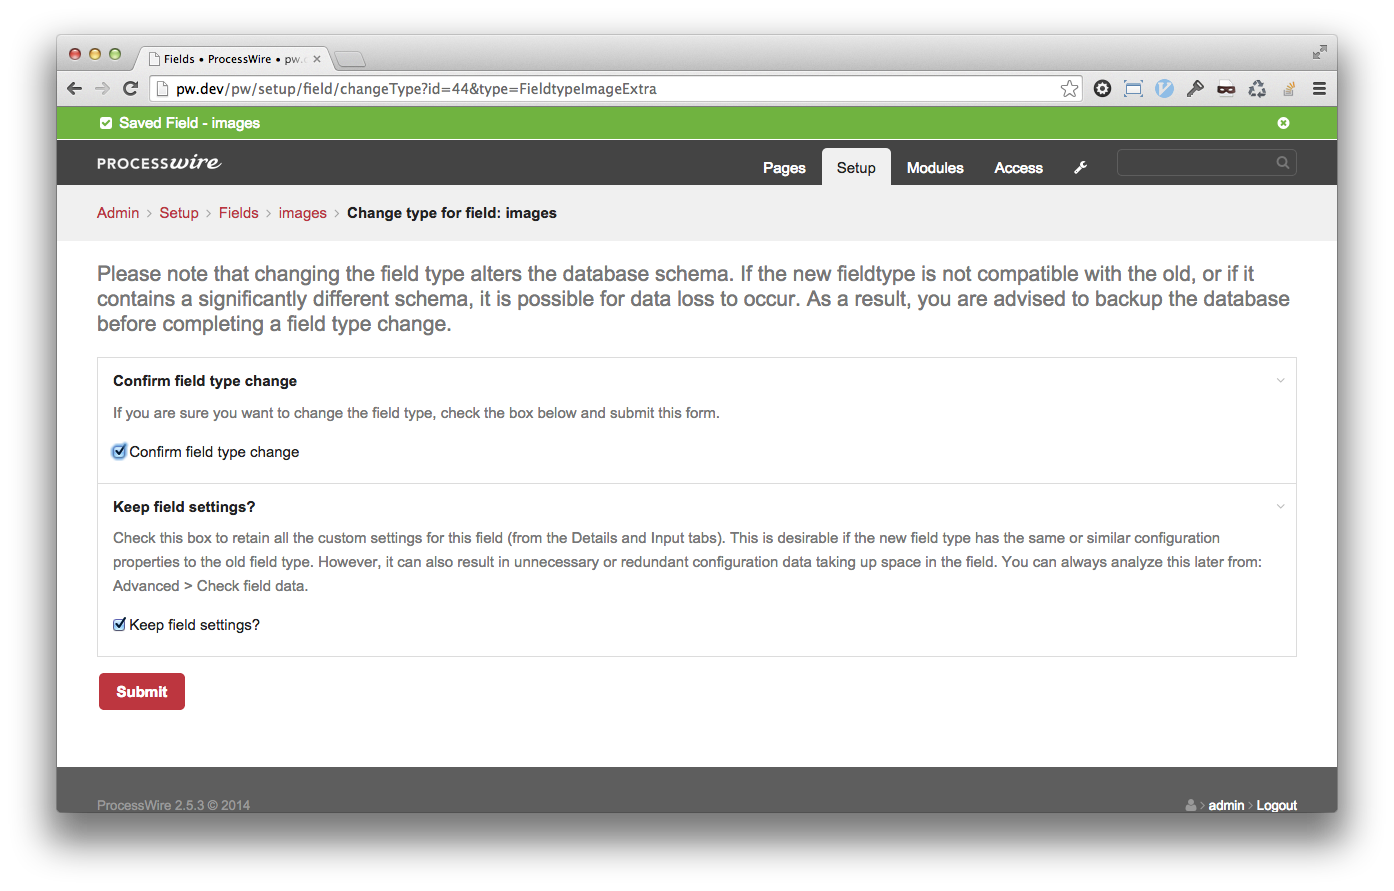 Fields • ProcessWire • pw.
pw.dev/pw/setup/field/changeType?id=44&type=FieldtypeImageExtra
Saved Field - images
PROCESSwire
Pages
Setup
Modules
Access
Admin > Setup > Fields > images > Change type for field: images
Please note that changing the field type alters the database schema. If the new fieldtype is not compatible with the old, or if it
contains a significantly different schema, it is possible for data loss to occur. As a result, you are advised to backup the database
before completing a field type change.
Confirm field type change
If you are sure you want to change the field type, check the box below and submit this form.
Confirm field type change
Keep field settings?
Check this box to retain all the custom settings for this field (from the Details and Input tabs). This is desirable if the new field type has the same or similar configuration
properties to the old field type. However, it can also result in unnecessary or redundant configuration data taking up space in the field. You can always analyze this later from:
Advanced > Check field data.
Keep field settings?
Submit
ProcessWire 2.5.3 © 2014
> admin > Logout